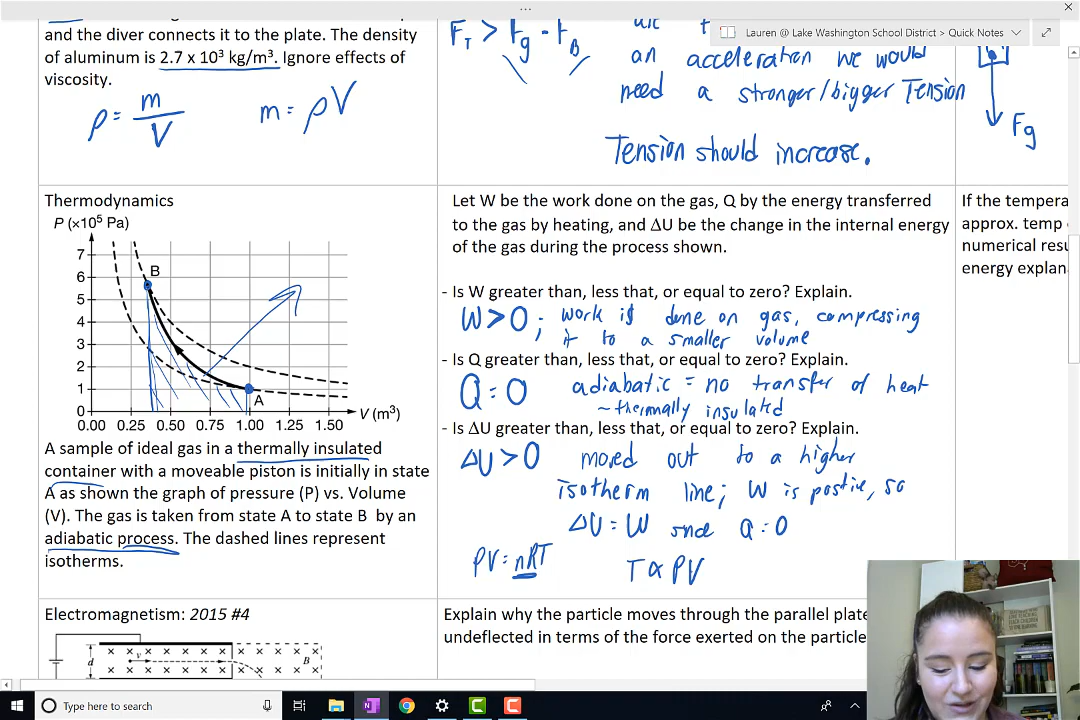 Lauren @ Lake Washington School District > Quick Notes
and the diver connects it to the plate. The density
of aluminum is 2.7 x 10³ kg/m³. Ignore effects of
viscosity.
ρ = m/V
m = ρV
F_T > F_g - F_B
an acceleration we would
need a stronger/bigger Tension
Tension should increase.
Fg
Thermodynamics
P (×10⁵ Pa)
7
6
5
4
3
2
1
0
B
A
0.00 0.25 0.50 0.75 1.00 1.25 1.50
V (m³)
A sample of ideal gas in a thermally insulated
container with a moveable piston is initially in state
A as shown the graph of pressure (P) vs. Volume
(V). The gas is taken from state A to state B by an
adiabatic process. The dashed lines represent
isotherms.
Let W be the work done on the gas, Q by the energy transferred
to the gas by heating, and ΔU be the change in the internal energy
of the gas during the process shown.
- Is W greater than, less that, or equal to zero? Explain.
W>0 ; work is done on gas, compressing
it to a smaller volume
- Is Q greater than, less that, or equal to zero? Explain.
Q = 0 adiabatic = no transfer of heat
~thermally insulated
- Is ΔU greater than, less that, or equal to zero? Explain.
ΔU > 0 moved out to a higher
isotherm line; W is postive, so
ΔU = W snce Q = 0
PV = nRT T ∝ PV
If the tempera
approx. temp
numerical resu
energy explan
Electromagnetism: 2015 #4
d
v
B
Explain why the particle moves through the parallel plate
undeflected in terms of the force exerted on the particle
Type here to search